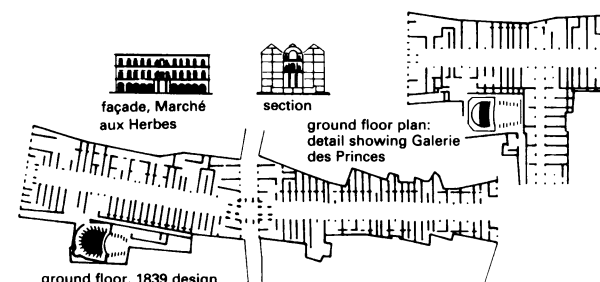 façade, Marché
aux Herbes
section
ground floor plan:
detail showing Galerie
des Princes
ground floor, 1839 design